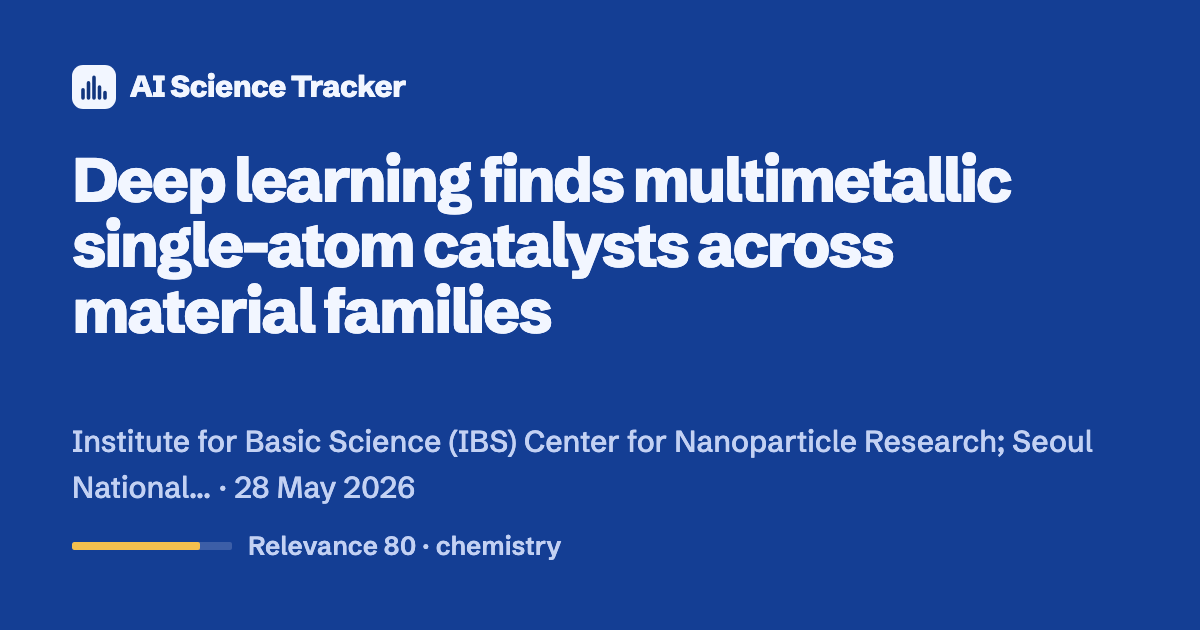 AI Science Tracker
Deep learning finds multimetallic
single-atom catalysts across
material families
Institute for Basic Science (IBS) Center for Nanoparticle Research; Seoul
National... · 28 May 2026
Relevance 80 · chemistry